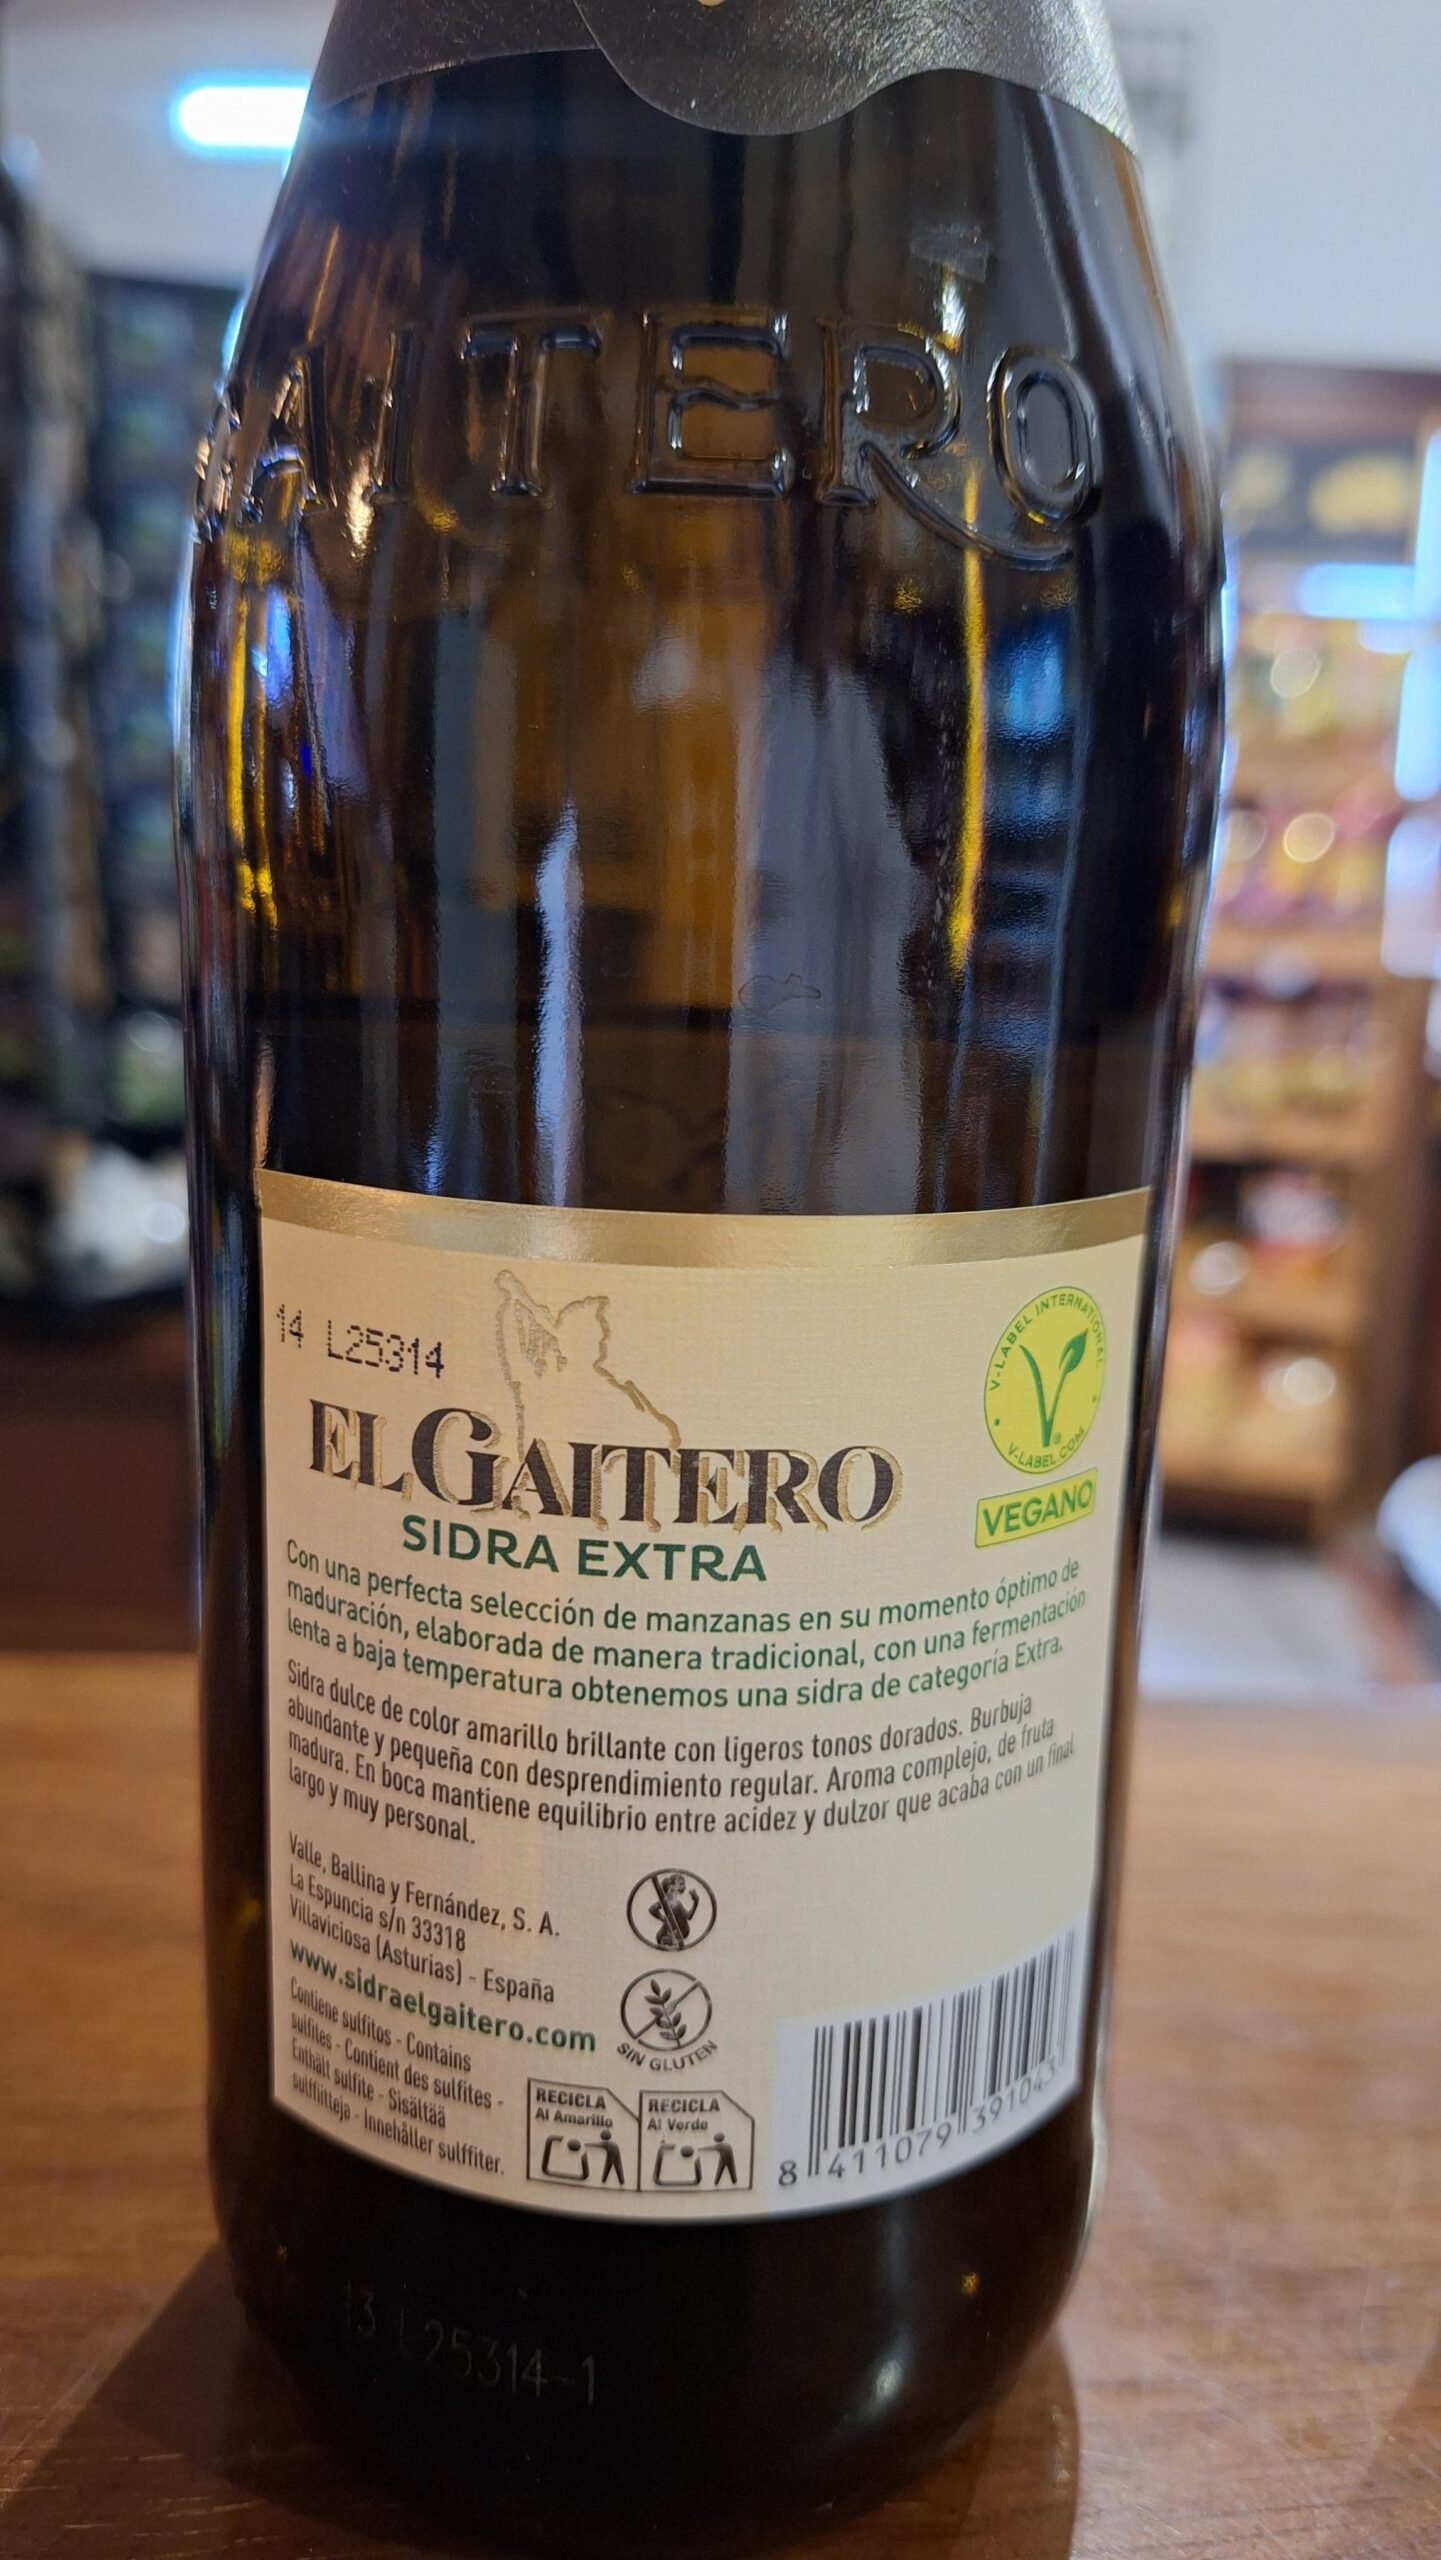 AITERO
14 L25314
V-LABEL INTERNATIONAL
V-LABEL.COM
VEGANO
EL GAITERO
SIDRA EXTRA
Con una perfecta selección de manzanas en su momento óptimo de
maduración, elaborada de manera tradicional, con una fermentación
lenta a baja temperatura obtenemos una sidra de categoría Extra.
Sidra dulce de color amarillo brillante con ligeros tonos dorados. Burbuja
abundante y pequeña con desprendimiento regular. Aroma complejo, de fruta
madura. En boca mantiene equilibrio entre acidez y dulzor que acaba con un final
largo y muy personal.
Valle, Ballina y Fernández, S. A.
La Espuncia s/n 33318
Villaviciosa (Asturias) - España
www.sidraelgaitero.com
Contiene sulfitos - Contains
sulfites - Contient des sulfites -
Enthält sulfite - Sisältää
sulffiitteja - Innehåller sulffiter.
SIN GLUTEN
RECICLA
Al Amarillo
RECICLA
Al Verde
8 411079 391043
13 L25314-1